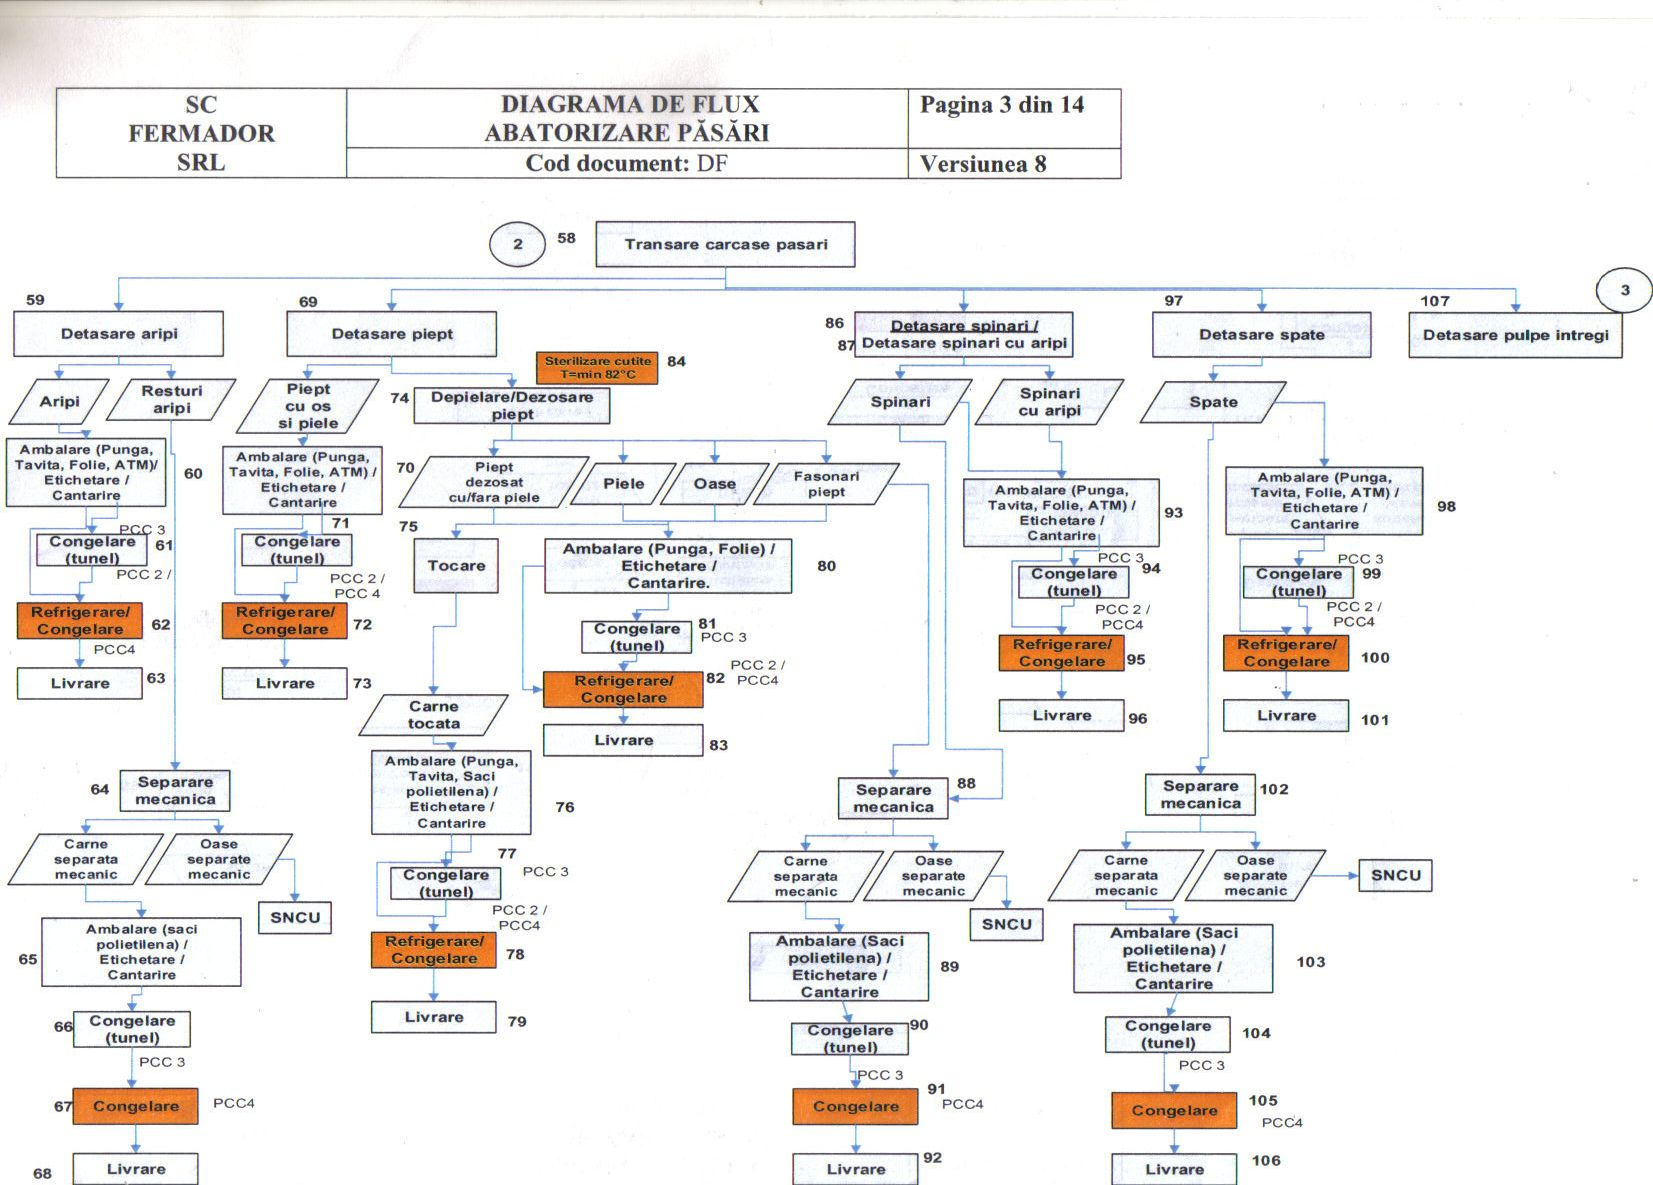 SC
FERMADOR
SRL
DIAGRAMA DE FLUX
ABATORIZARE PĂSĂRI
Cod document: DF
Pagina 3 din 14
Versiunea 8
2
58
Transare carcase pasari
3
59
Detasare aripi
69
Detasare piept
86
87
Detasare spinari /
Detasare spinari cu aripi
97
Detasare spate
107
Detasare pulpe intregi
Sterilizare cutite
T=min 82°C
84
Aripi
Resturi
aripi
Piept
cu os
si piele
74
Depielare/Dezosare
piept
Spinari
Spinari
cu aripi
Spate
Ambalare (Punga,
Tavita, Folie, ATM)/
Etichetare /
Cantarire
60
Ambalare (Punga,
Tavita, Folie, ATM) /
Etichetare /
Cantarire
70
Piept
dezosat
cu/fara piele
Piele
Oase
Fasonari
piept
Ambalare (Punga,
Tavita, Folie, ATM) /
Etichetare /
Cantarire
93
Ambalare (Punga,
Tavita, Folie, ATM) /
Etichetare /
Cantarire
98
PCC 3
Congelare
(tunel)
61
PCC 2 /
71
Congelare
(tunel)
PCC 2 /
PCC 4
75
Tocare
Ambalare (Punga, Folie) /
Etichetare /
Cantarire.
80
PCC 3
Congelare
(tunel)
94
PCC 2 /
PCC4
PCC 3
Congelare
(tunel)
99
PCC 2 /
PCC4
Refrigerare/
Congelare
62
PCC4
Refrigerare/
Congelare
72
Congelare
(tunel)
81
PCC 3
PCC 2 /
PCC4
Refrigerare/
Congelare
95
Refrigerare/
Congelare
100
Livrare
63
Livrare
73
Refrigerare/
Congelare
82
Livrare
83
Livrare
96
Livrare
101
Carne
tocata
64
Separare
mecanica
Ambalare (Punga,
Tavita, Saci
polietilena) /
Etichetare /
Cantarire
76
Separare
mecanica
88
Separare
mecanica
102
Carne
separata
mecanic
Oase
separate
mecanic
77
Congelare
(tunel)
PCC 3
PCC 2 /
PCC4
Carne
separata
mecanic
Oase
separate
mecanic
Carne
separata
mecanic
Oase
separate
mecanic
SNCU
SNCU
SNCU
65
Ambalare (saci
polietilena) /
Etichetare /
Cantarire
Refrigerare/
Congelare
78
Ambalare (Saci
polietilena) /
Etichetare /
Cantarire
89
Ambalare (Saci
polietilena) /
Etichetare /
Cantarire
103
66
Congelare
(tunel)
PCC 3
Livrare
79
Congelare
(tunel)
90
PCC 3
Congelare
(tunel)
104
PCC 3
67
Congelare
PCC4
Congelare
91
PCC4
Congelare
105
PCC4
68
Livrare
Livrare
92
Livrare
106